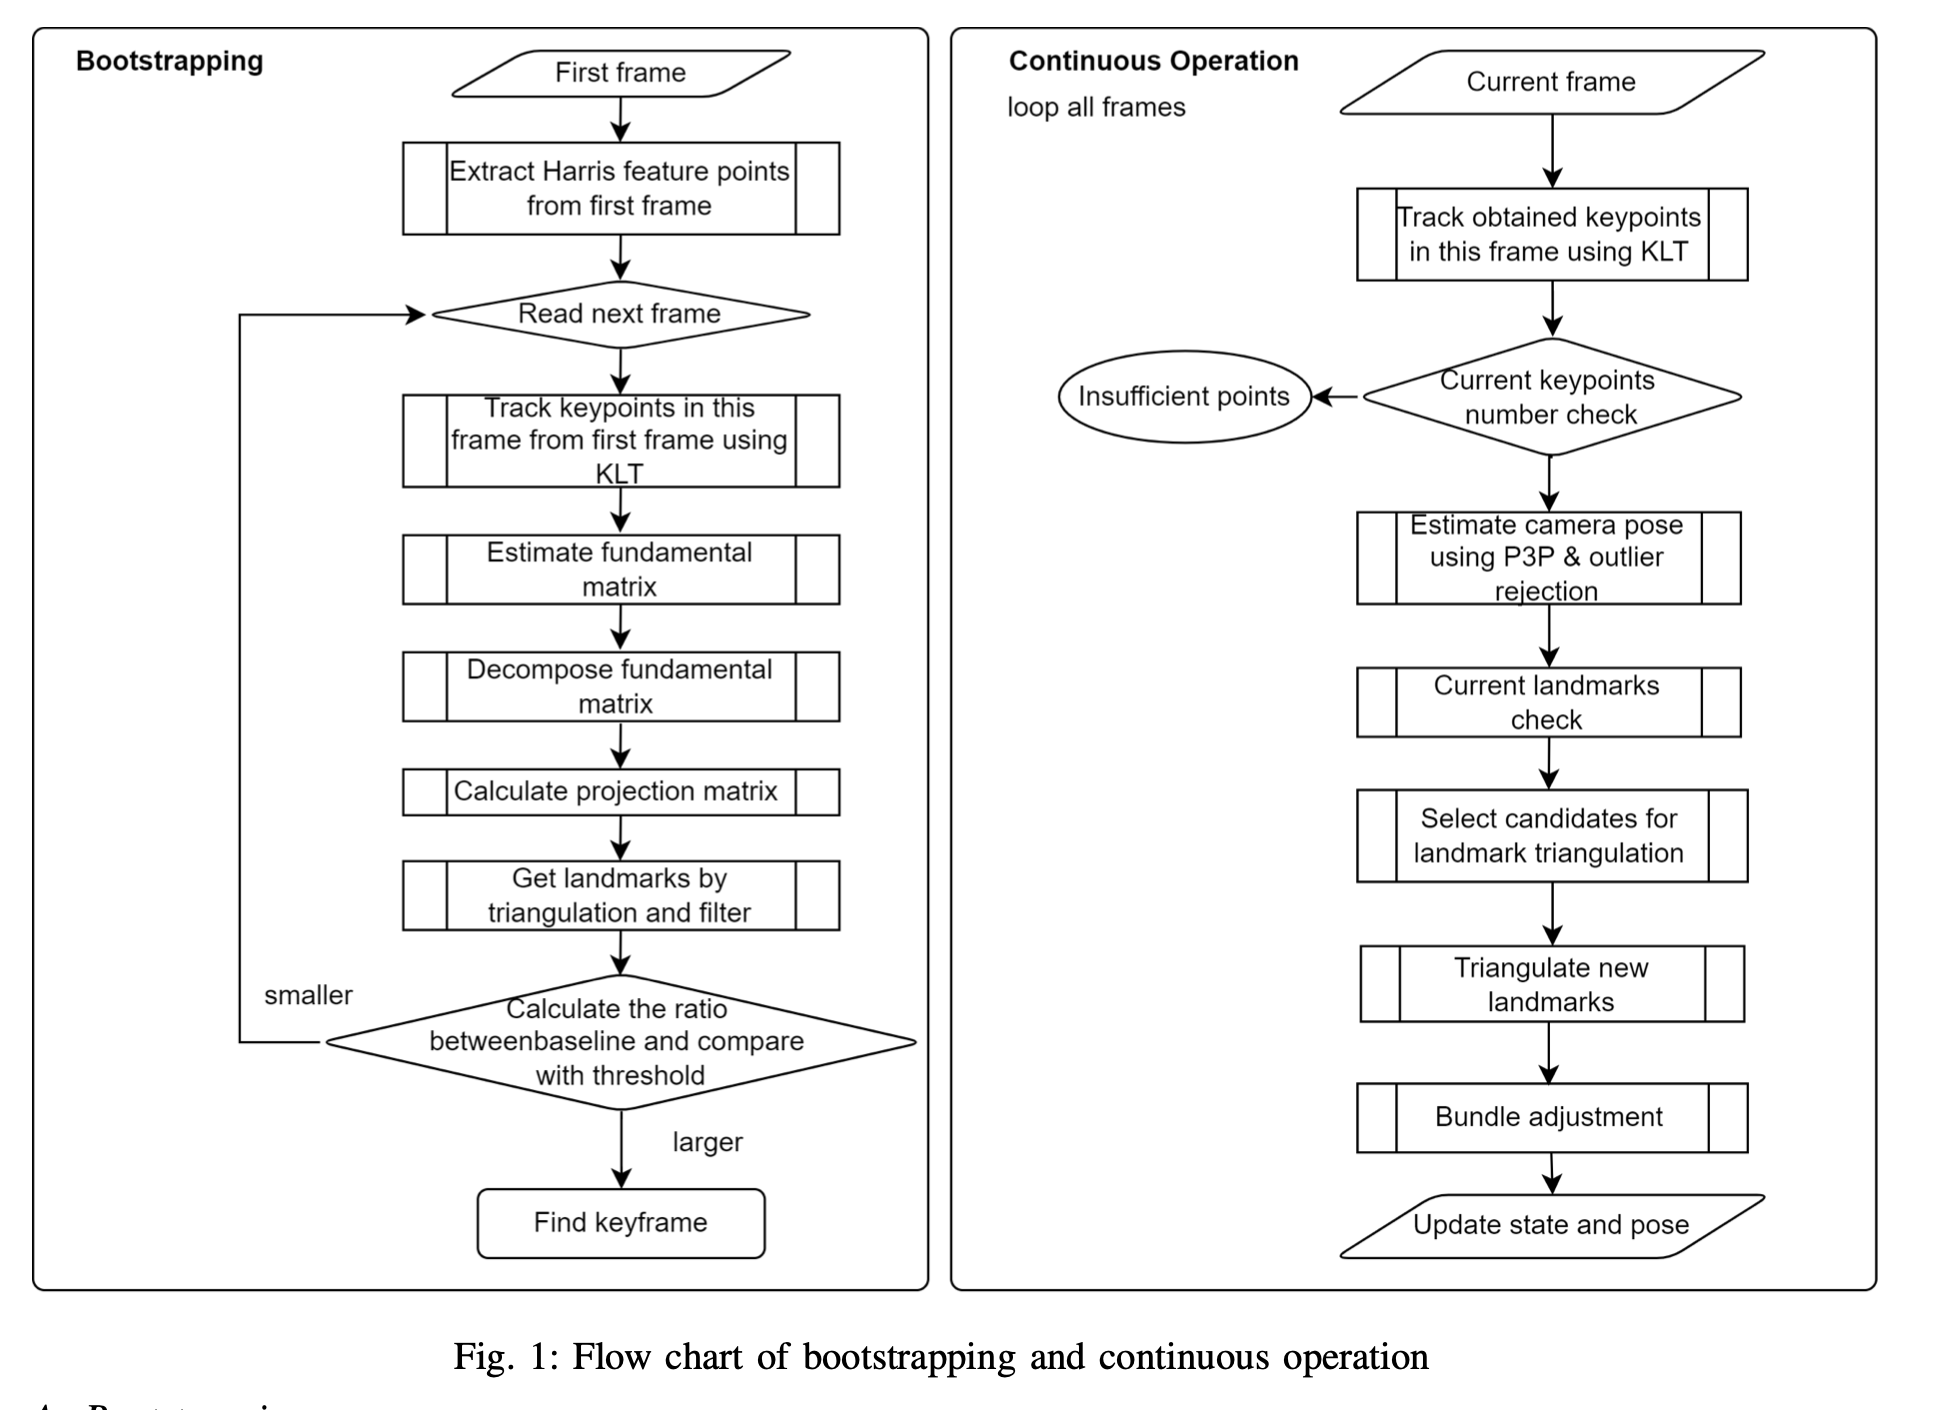 Bootstrapping
First frame
Extract Harris feature points
from first frame
Read next frame
Track keypoints in this
frame from first frame using
KLT
Estimate fundamental
matrix
Decompose fundamental
matrix
Calculate projection matrix
Get landmarks by
triangulation and filter
smaller
Calculate the ratio
betweenbaseline and compare
with threshold
larger
Find keyframe
Continuous Operation
loop all frames
Current frame
Track obtained keypoints
in this frame using KLT
Current keypoints
number check
Insufficient points
Estimate camera pose
using P3P & outlier
rejection
Current landmarks
check
Select candidates for
landmark triangulation
Triangulate new
landmarks
Bundle adjustment
Update state and pose
Fig. 1: Flow chart of bootstrapping and continuous operation